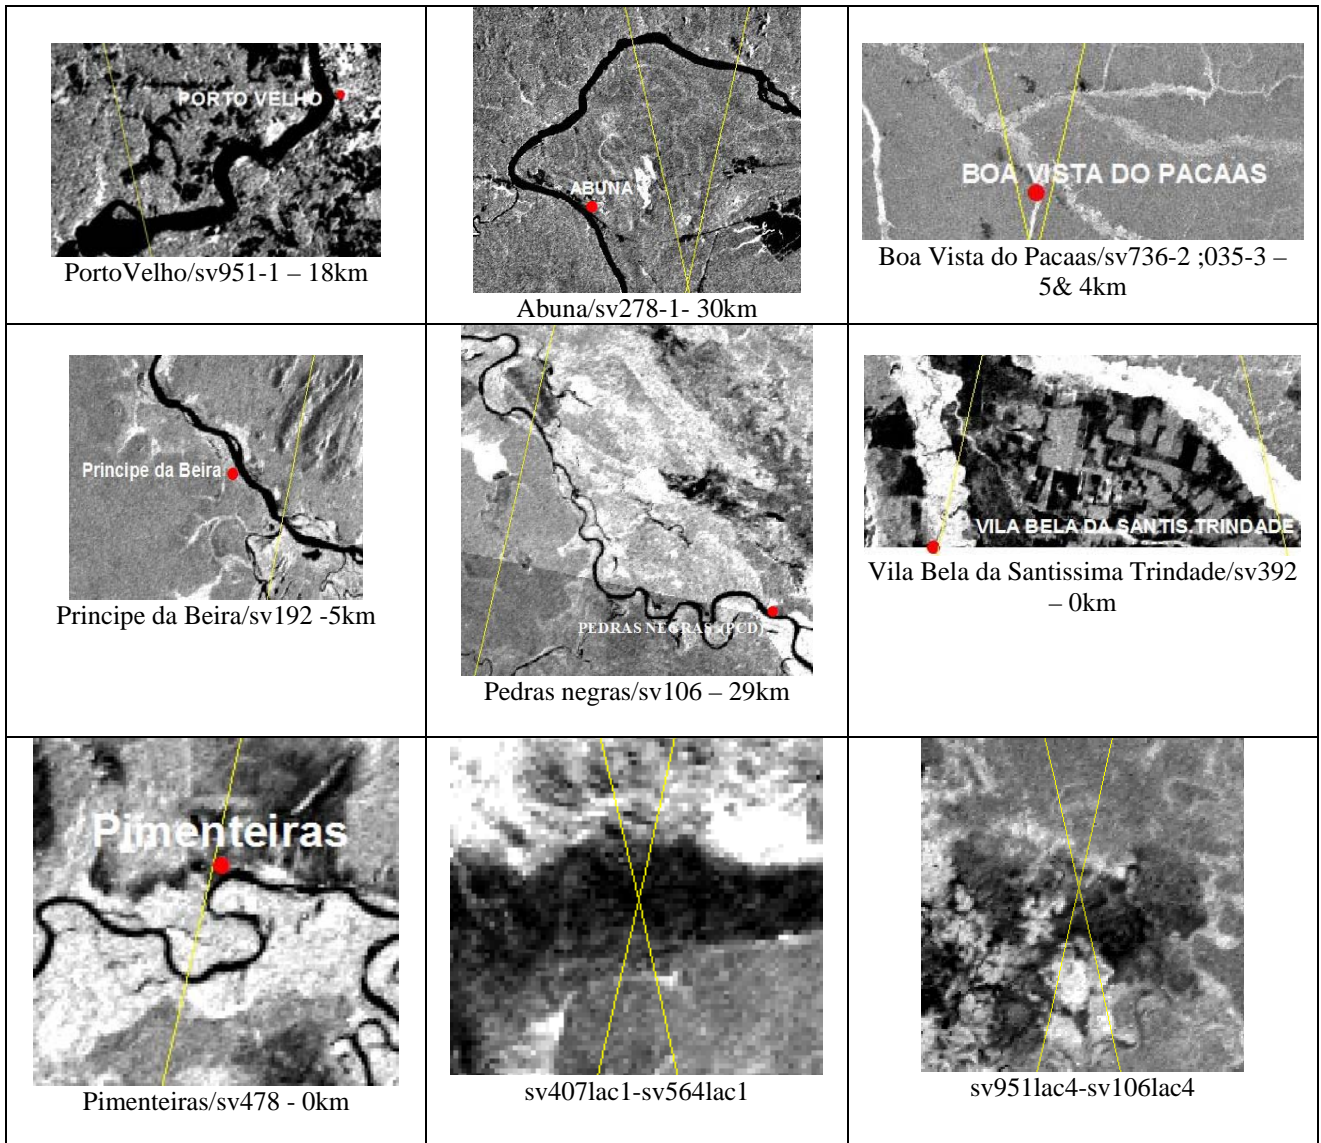 PORTO VELHO
PortoVelho/sv951-1 – 18km
ABUNA
Abuna/sv278-1- 30km
BOA VISTA DO PACAAS
Boa Vista do Pacaas/sv736-2 ;035-3 –
5& 4km
Principe da Beira
Principe da Beira/sv192 -5km
PEDRAS NEGRAS (PCD)
Pedras negras/sv106 – 29km
VILA BELA DA SANTIS.TRINDADE
Vila Bela da Santissima Trindade/sv392
– 0km
Pimenteiras
Pimenteiras/sv478 - 0km
sv407lac1-sv564lac1
sv951lac4-sv106lac4